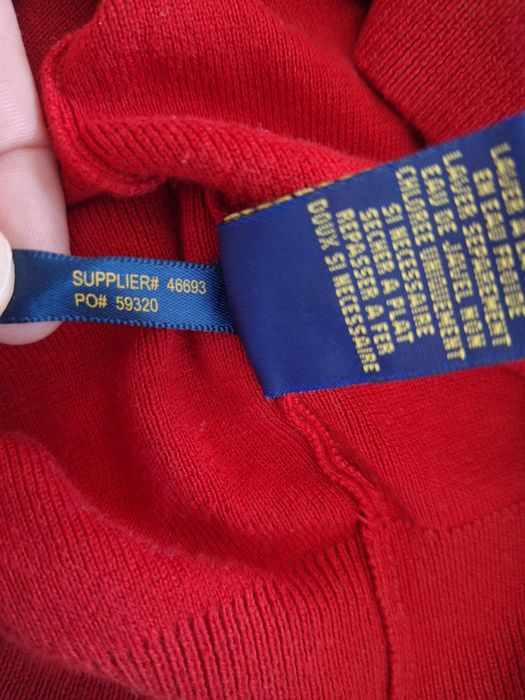 SUPPLIER# 46693
PO# 59320
LAVER À
EN EAU FROIDE
LAVER SEPAREMENT
EAU DE JAVEL NON
CHLOREE UNIQUEMENT
SI NECESSAIRE
SECHER A PLAT
REPASSER A FER
DOUX SI NECESSAIRE